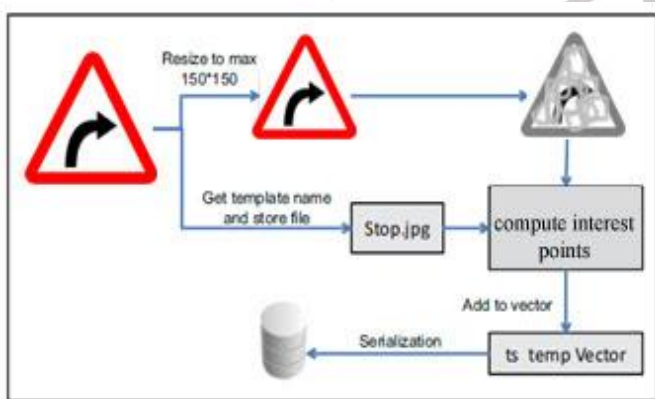 Resize to max
150*150
Get template name
and store file
Stop.jpg
compute interest
points
Add to vector
Serialization
ts temp Vector